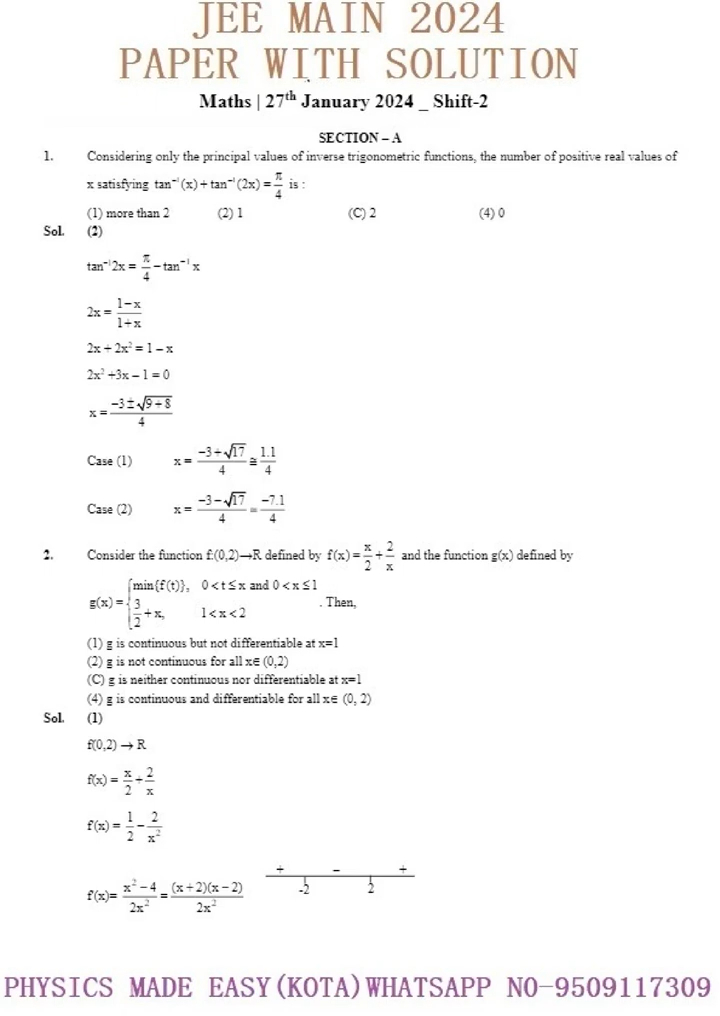 JEE MAIN 2024
PAPER WITH SOLUTION
Maths | 27th January 2024 _ Shift-2
SECTION – A
1. Considering only the principal values of inverse trigonometric functions, the number of positive real values of
x satisfying tan⁻¹(x) + tan⁻¹(2x) = π/4 is :
(1) more than 2 (2) 1 (C) 2 (4) 0
Sol. (2)
tan⁻¹2x = π/4 – tan⁻¹ x
2x = (1–x)/(1+x)
2x + 2x² = 1 – x
2x² +3x – 1 = 0
x = (–3±√(9+8))/4
Case (1) x = (–3+√17)/4 ≅ 1.1/4
Case (2) x = (–3–√17)/4 = –7.1/4
2. Consider the function f:(0,2)→R defined by f(x) = x/2 + 2/x and the function g(x) defined by
g(x) = { min{f(t)}, 0 < t ≤ x and 0 < x ≤ 1
3/2 + x, 1 < x < 2 . Then,
(1) g is continuous but not differentiable at x=1
(2) g is not continuous for all x∈ (0,2)
(C) g is neither continuous nor differentiable at x=1
(4) g is continuous and differentiable for all x∈ (0, 2)
Sol. (1)
f(0,2) → R
f(x) = x/2 + 2/x
f'(x) = 1/2 – 2/x²
f'(x)= (x² – 4)/2x² = (x+2)(x–2)/2x²
+ – +
-2 2
PHYSICS MADE EASY(KOTA)WHATSAPP NO-9509117309